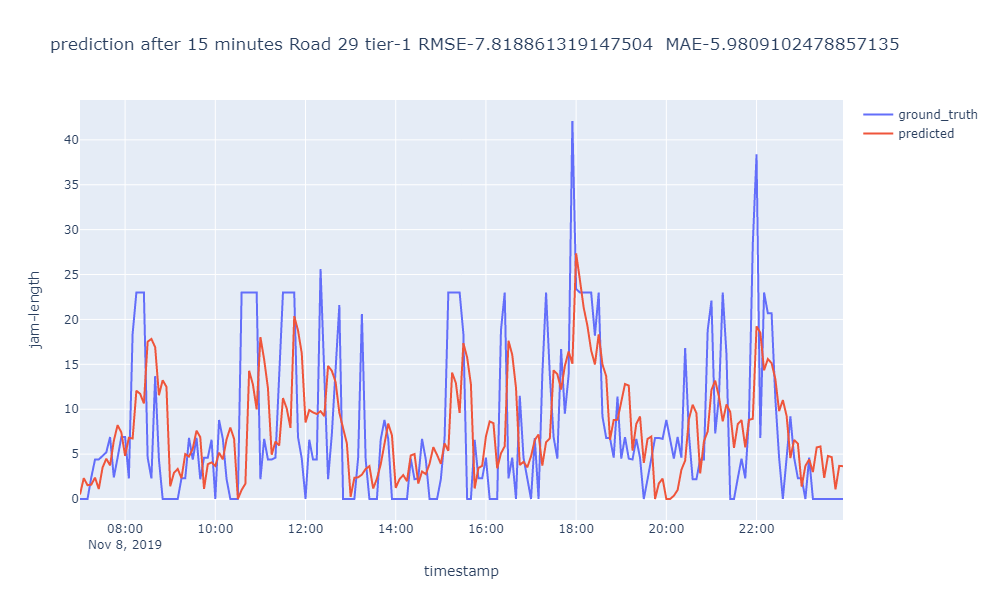 prediction after 15 minutes Road 29 tier-1 RMSE-7.818861319147504  MAE-5.9809102478857135
ground_truth
predicted
jam-length
40
35
30
25
20
15
10
5
0
08:00 10:00 12:00 14:00 16:00 18:00 20:00 22:00
Nov 8, 2019
timestamp